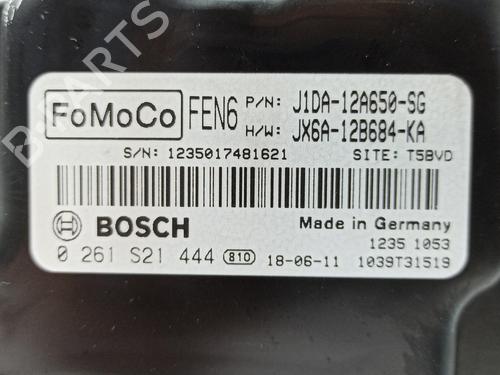 B-PARTS
FoMoCo FEN6 P/N: J1DA-12A650-SG
H/W: JX6A-12B684-KA
S/N: 1235017481621 SITE: T5BVD
BOSCH Made in Germany
1235 1053
0 261 S21 444 810 18-06-11 1039T31519